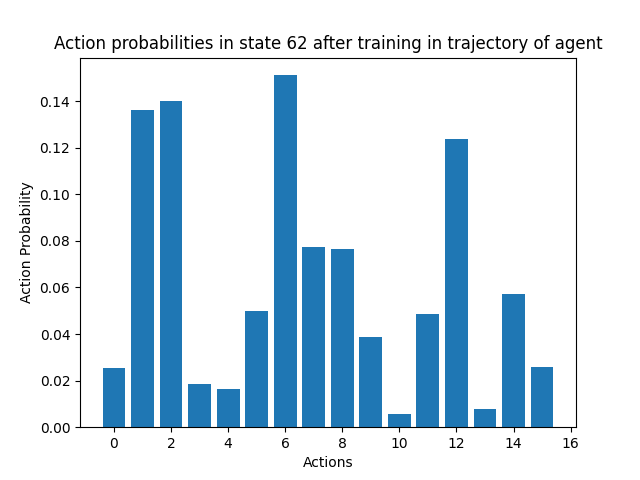 Action probabilities in state 62 after training in trajectory of agent
0.14
0.12
0.10
0.08
0.06
0.04
0.02
0.00
Action Probability
0 2 4 6 8 10 12 14 16
Actions